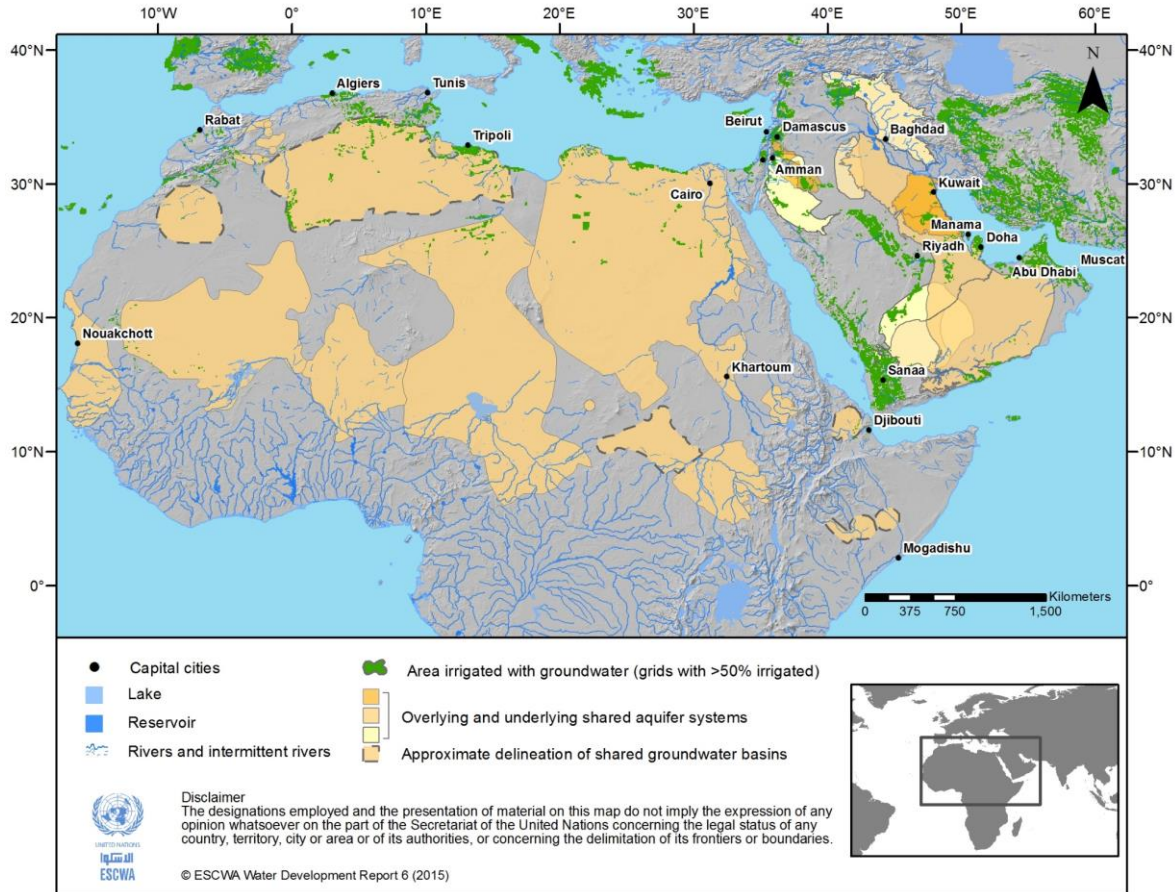 10°W 0° 10°E 20°E 30°E 40°E 50°E 60°E
40°N 40°N
N
Algiers Tunis
Rabat
Tripoli
Beirut Damascus
Baghdad
Amman
30°N 30°N
Cairo
Kuwait
Manama
Doha
Riyadh
Abu Dhabi
Muscat
20°N 20°N
Nouakchott
Khartoum
Sanaa
Djibouti
10°N 10°N
Mogadishu
0° 0°
Kilometers
0 375 750 1,500
Capital cities
Lake
Reservoir
Rivers and intermittent rivers
Area irrigated with groundwater (grids with >50% irrigated)
Overlying and underlying shared aquifer systems
Approximate delineation of shared groundwater basins
UNITED NATIONS
الاسكوا
ESCWA
Disclaimer
The designations employed and the presentation of material on this map do not imply the expression of any
opinion whatsoever on the part of the Secretariat of the United Nations concerning the legal status of any
country, territory, city or area or of its authorities, or concerning the delimitation of its frontiers or boundaries.
© ESCWA Water Development Report 6 (2015)